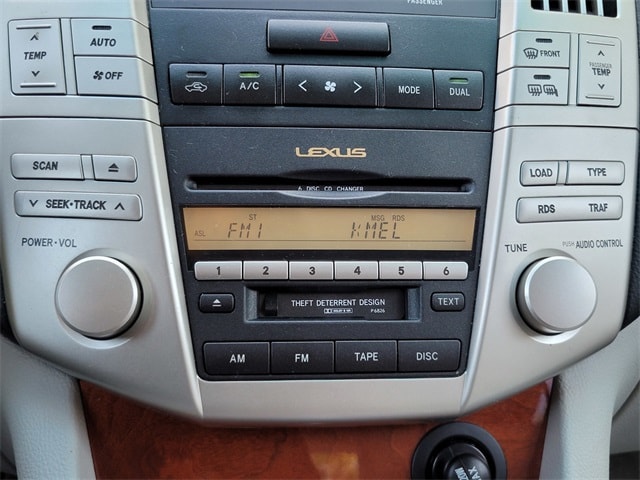 PASSENGER
TEMP
AUTO
OFF
A/C
MODE
DUAL
FRONT
PASSENGER
TEMP
LEXUS
6 DISC CD CHANGER
SCAN
SEEK•TRACK
POWER•VOL
ST
MSG RDS
ASL
FM1
KMEL
LOAD
TYPE
RDS
TRAF
TUNE
PUSH AUDIO CONTROL
1
2
3
4
5
6
THEFT DETERRENT DESIGN
P6826
TEXT
AM
FM
TAPE
DISC